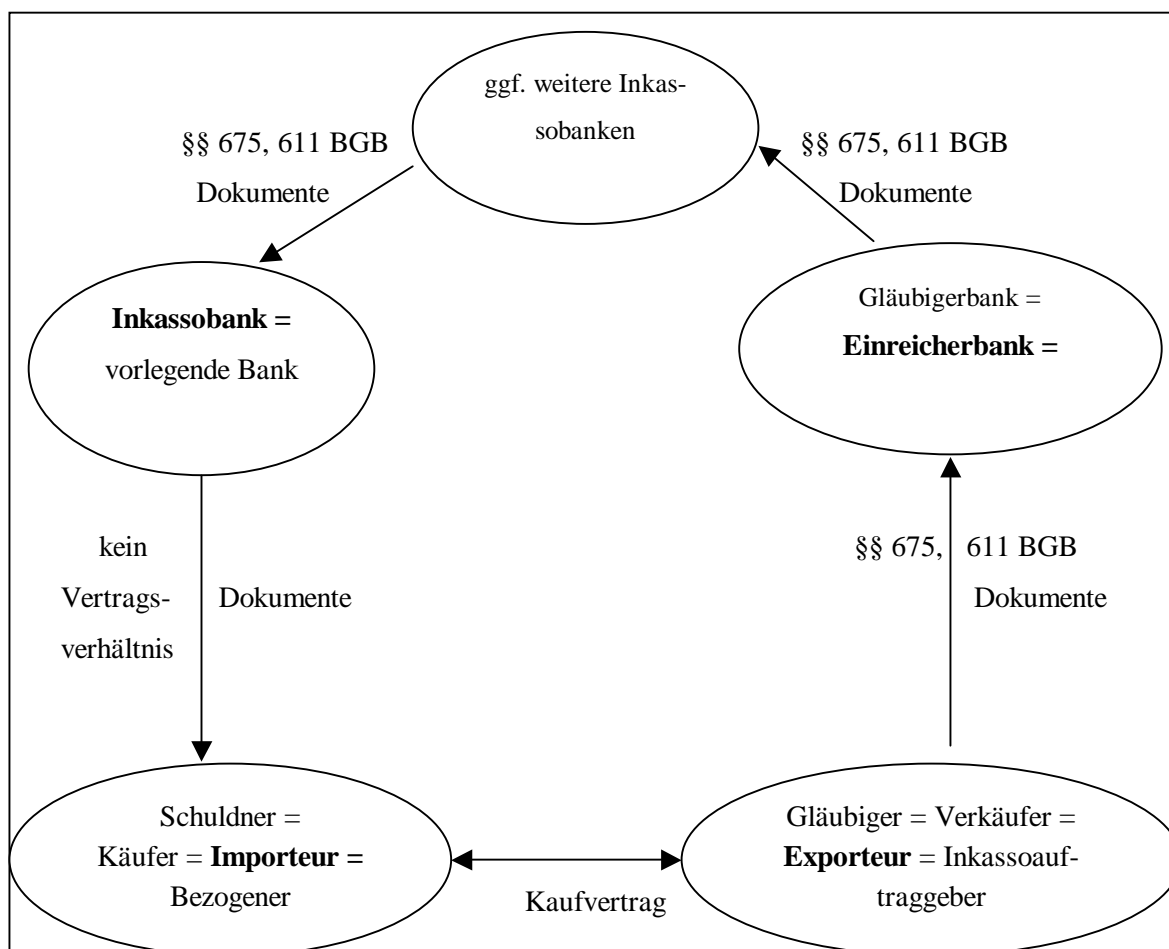 ggf. weitere Inkas-
sobanken
§§ 675, 611 BGB
Dokumente
§§ 675, 611 BGB
Dokumente
Inkassobank =
vorlegende Bank
Gläubigerbank =
Einreicherbank =
kein
Vertrags-
verhältnis
Dokumente
§§ 675, 611 BGB
Dokumente
Schuldner =
Käufer = Importeur =
Bezogener
Kaufvertrag
Gläubiger = Verkäufer =
Exporteur = Inkassoauf-
traggeber